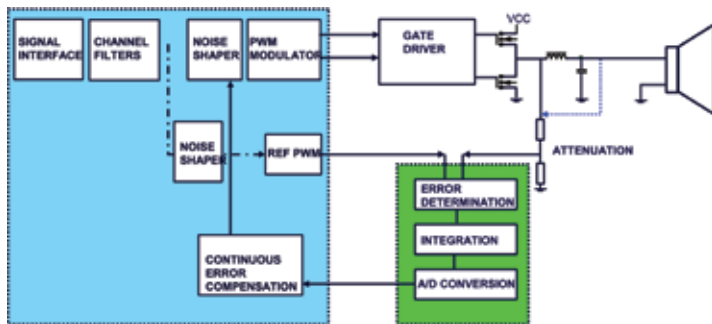 SIGNAL
INTERFACE
CHANNEL
FILTERS
NOISE
SHAPER
PWM
MODULATOR
GATE
DRIVER
VCC
NOISE
SHAPER
REF PWM
ATTENUATION
ERROR
DETERMINATION
INTEGRATION
A/D CONVERSION
CONTINUOUS
ERROR
COMPENSATION